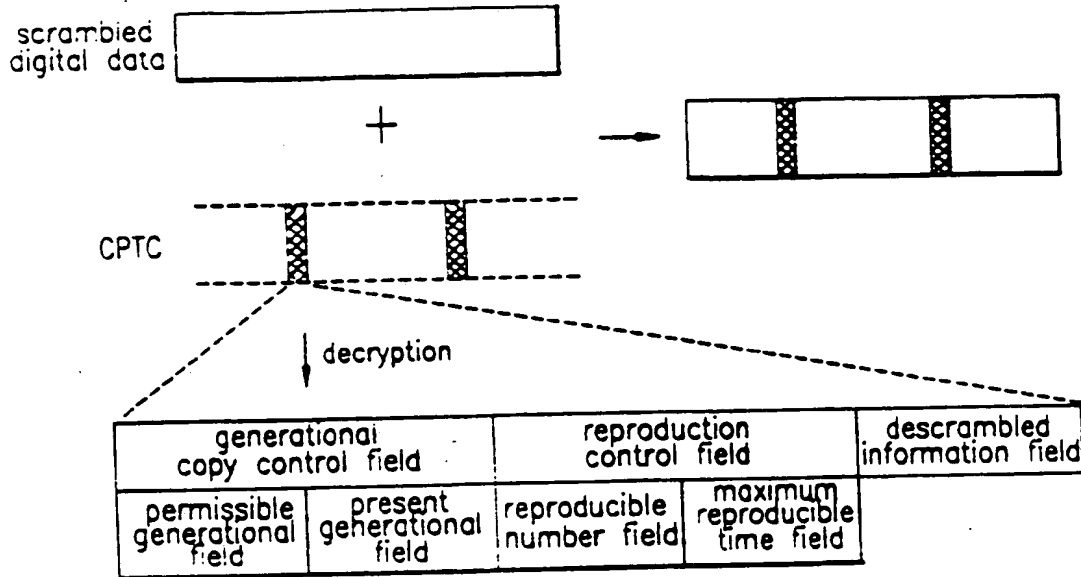 scrambied
digital data
+
CPTC
decryption
generational
copy control field
reproduction
control field
descrambled
information field
permissible
generational
field
present
generational
field
reproducible
number field
maximum
reproducible
time field